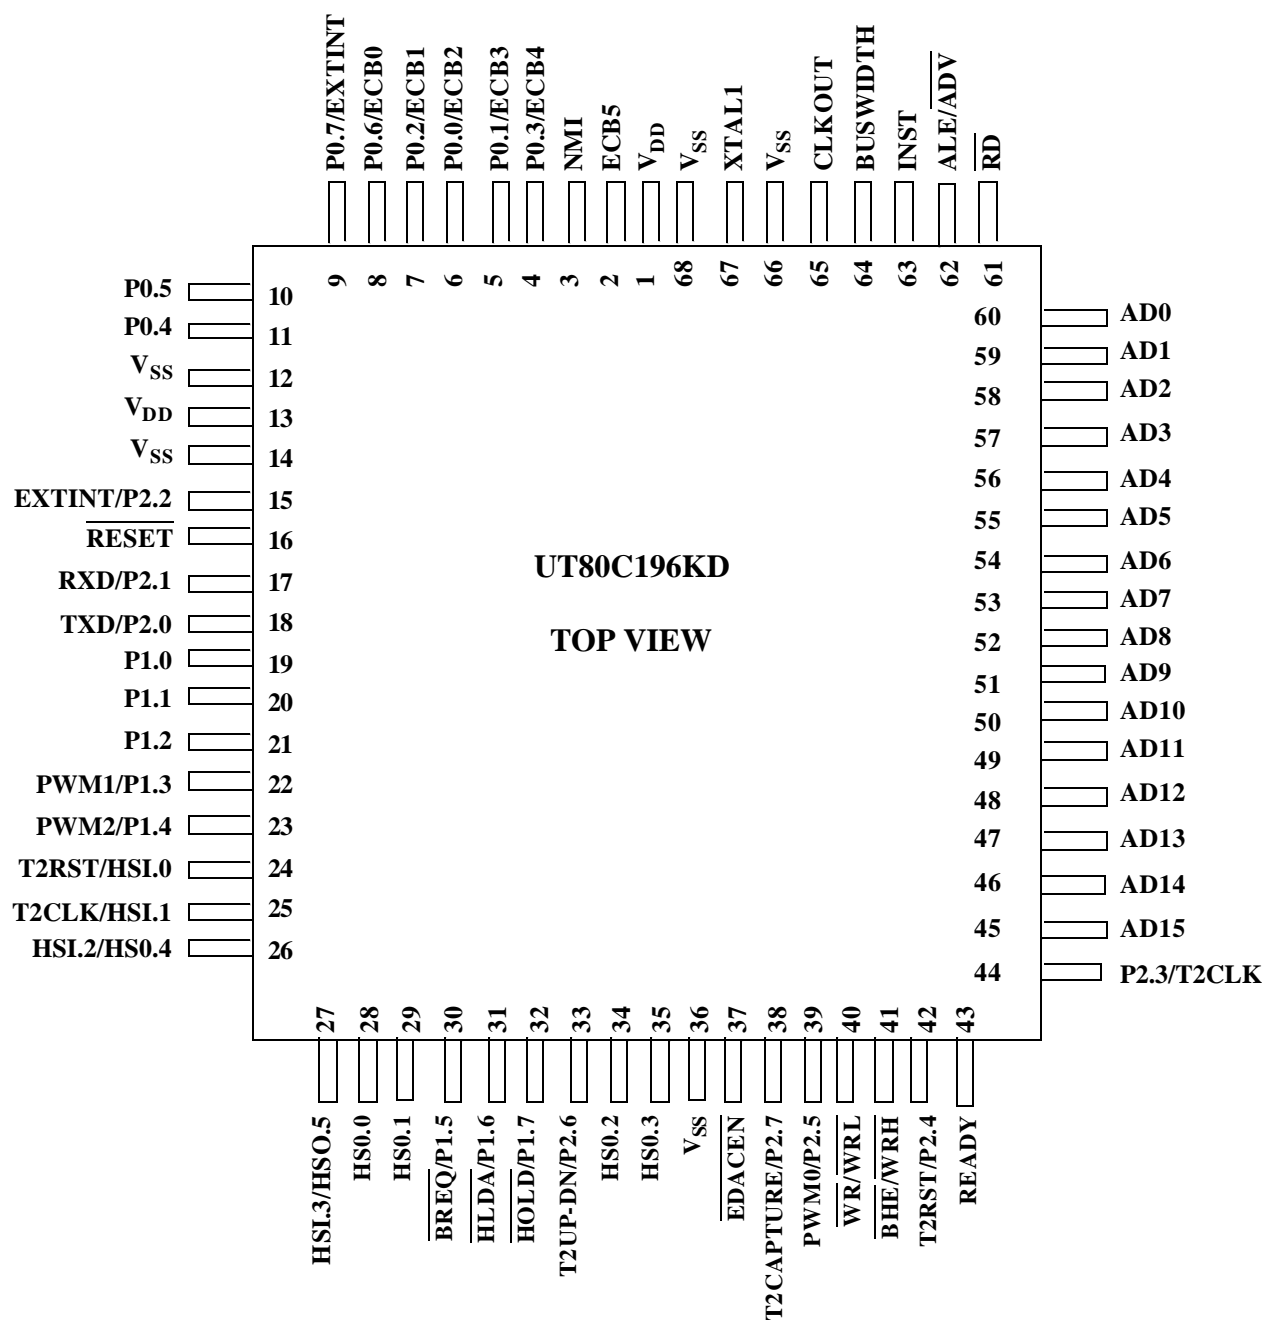 P0.7/EXTINT
P0.6/ECB0
P0.2/ECB1
P0.0/ECB2
P0.1/ECB3
P0.3/ECB4
NMI
ECB5
VDD
VSS
XTAL1
VSS
CLKOUT
BUSWIDTH
INST
ALE/ADV
RD
9
8
7
6
5
4
3
2
1
68
67
66
65
64
63
62
61
P0.5 10
P0.4 11
VSS 12
VDD 13
VSS 14
EXTINT/P2.2 15
RESET 16
RXD/P2.1 17
TXD/P2.0 18
P1.0 19
P1.1 20
P1.2 21
PWM1/P1.3 22
PWM2/P1.4 23
T2RST/HSI.0 24
T2CLK/HSI.1 25
HSI.2/HS0.4 26
UT80C196KD
TOP VIEW
60 AD0
59 AD1
58 AD2
57 AD3
56 AD4
55 AD5
54 AD6
53 AD7
52 AD8
51 AD9
50 AD10
49 AD11
48 AD12
47 AD13
46 AD14
45 AD15
44 P2.3/T2CLK
27
28
29
30
31
32
33
34
35
36
37
38
39
40
41
42
43
HSI.3/HSO.5
HS0.0
HS0.1
BREQ/P1.5
HLDA/P1.6
HOLD/P1.7
T2UP-DN/P2.6
HS0.2
HS0.3
VSS
EDACEN
T2CAPTURE/P2.7
PWM0/P2.5
WR/WRL
BHE/WRH
T2RST/P2.4
READY